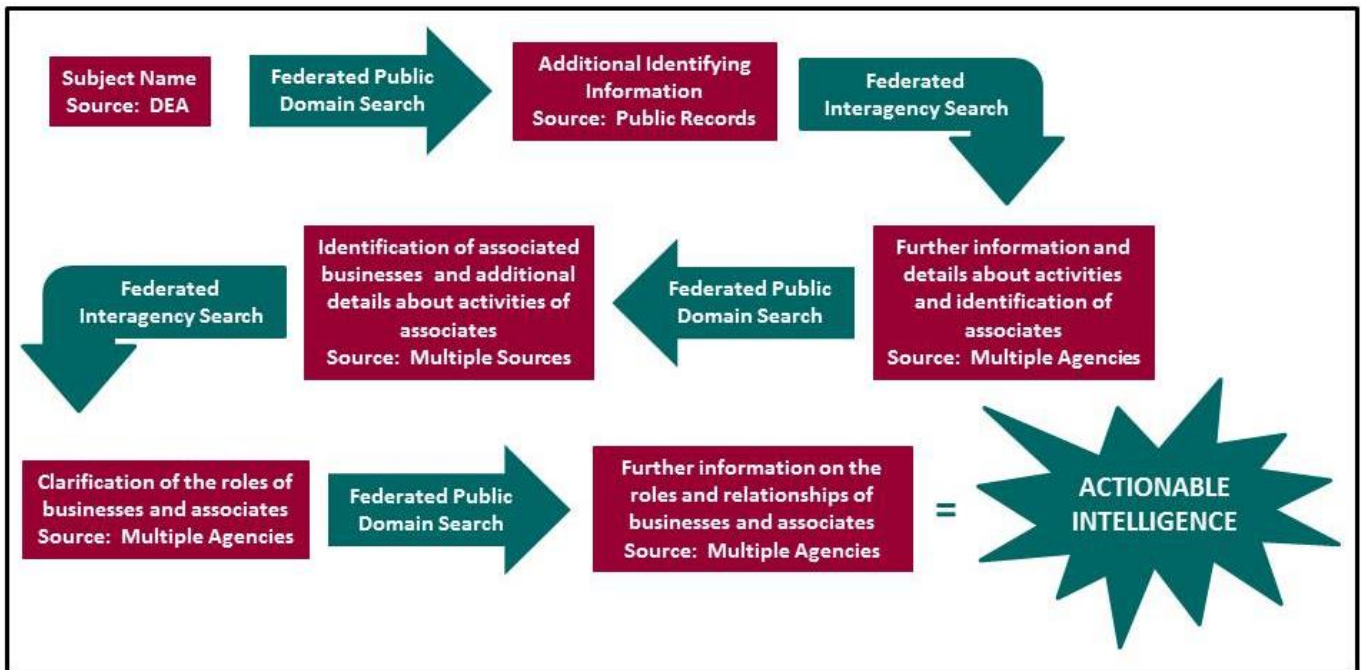 Subject Name
Source: DEA
Federated Public
Domain Search
Additional Identifying
Information
Source: Public Records
Federated
Interagency Search
Further information and
details about activities
and identification of
associates
Source: Multiple Agencies
Federated Public
Domain Search
Identification of associated
businesses and additional
details about activities of
associates
Source: Multiple Sources
Federated
Interagency Search
Clarification of the roles of
businesses and associates
Source: Multiple Agencies
Federated Public
Domain Search
Further information on the
roles and relationships of
businesses and associates
Source: Multiple Agencies
=
ACTIONABLE
INTELLIGENCE